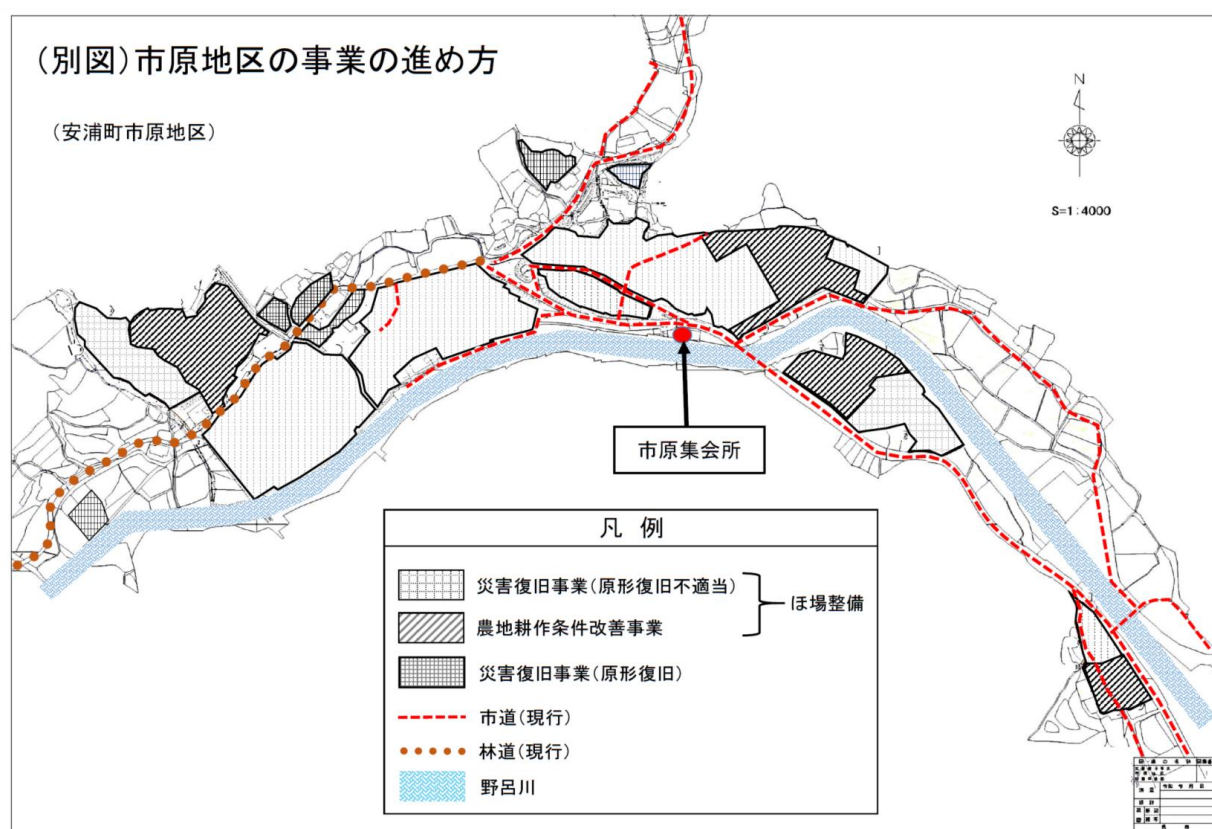 (別図)市原地区の事業の進め方
(安浦町市原地区)
N
S=1:4000
市原集会所
凡 例
災害復旧事業(原形復旧不適当)
農地耕作条件改善事業
ほ場整備
災害復旧事業(原形復旧)
市道(現行)
林道(現行)
野呂川